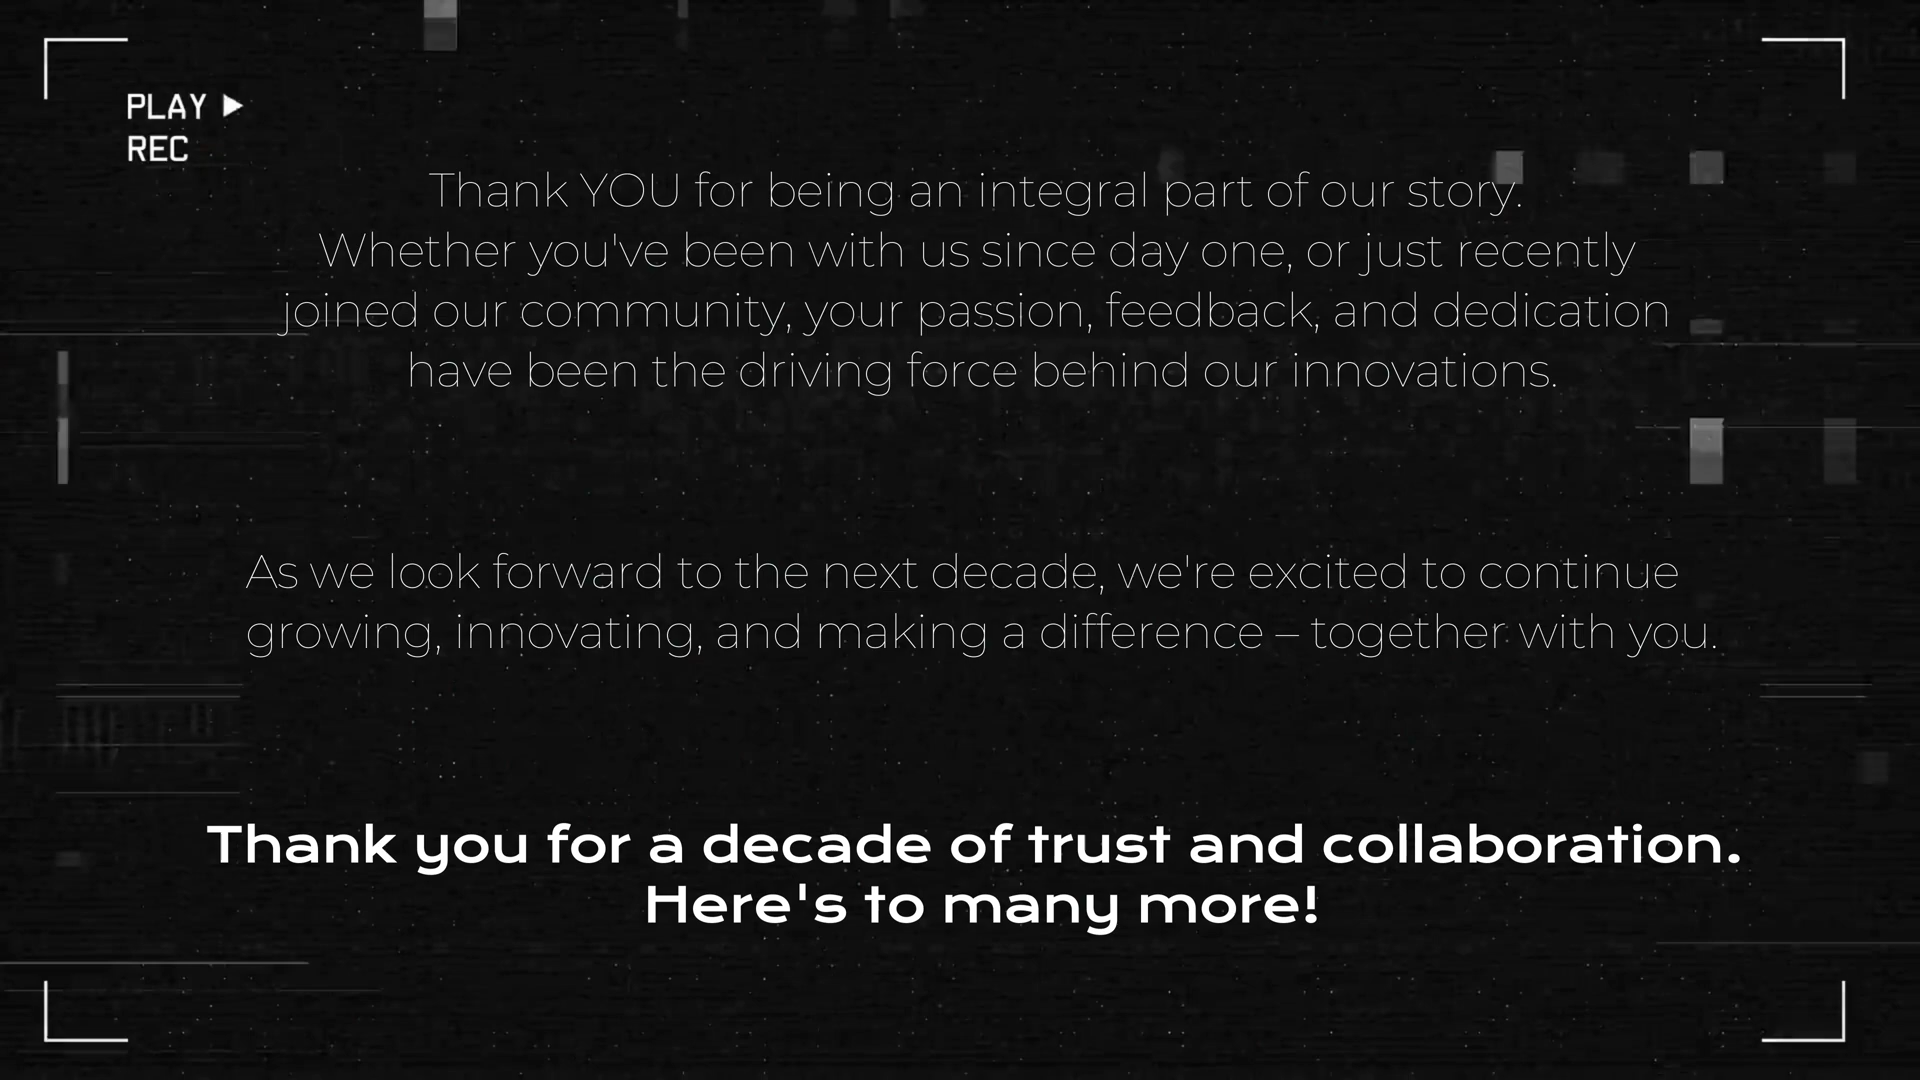 PLAY ▶
REC
Thank YOU for being an integral part of our story.
Whether you've been with us since day one, or just recently
joined our community, your passion, feedback, and dedication
have been the driving force behind our innovations.
As we look forward to the next decade, we're excited to continue
growing, innovating, and making a difference – together with you.
Thank you for a decade of trust and collaboration.
Here's to many more!